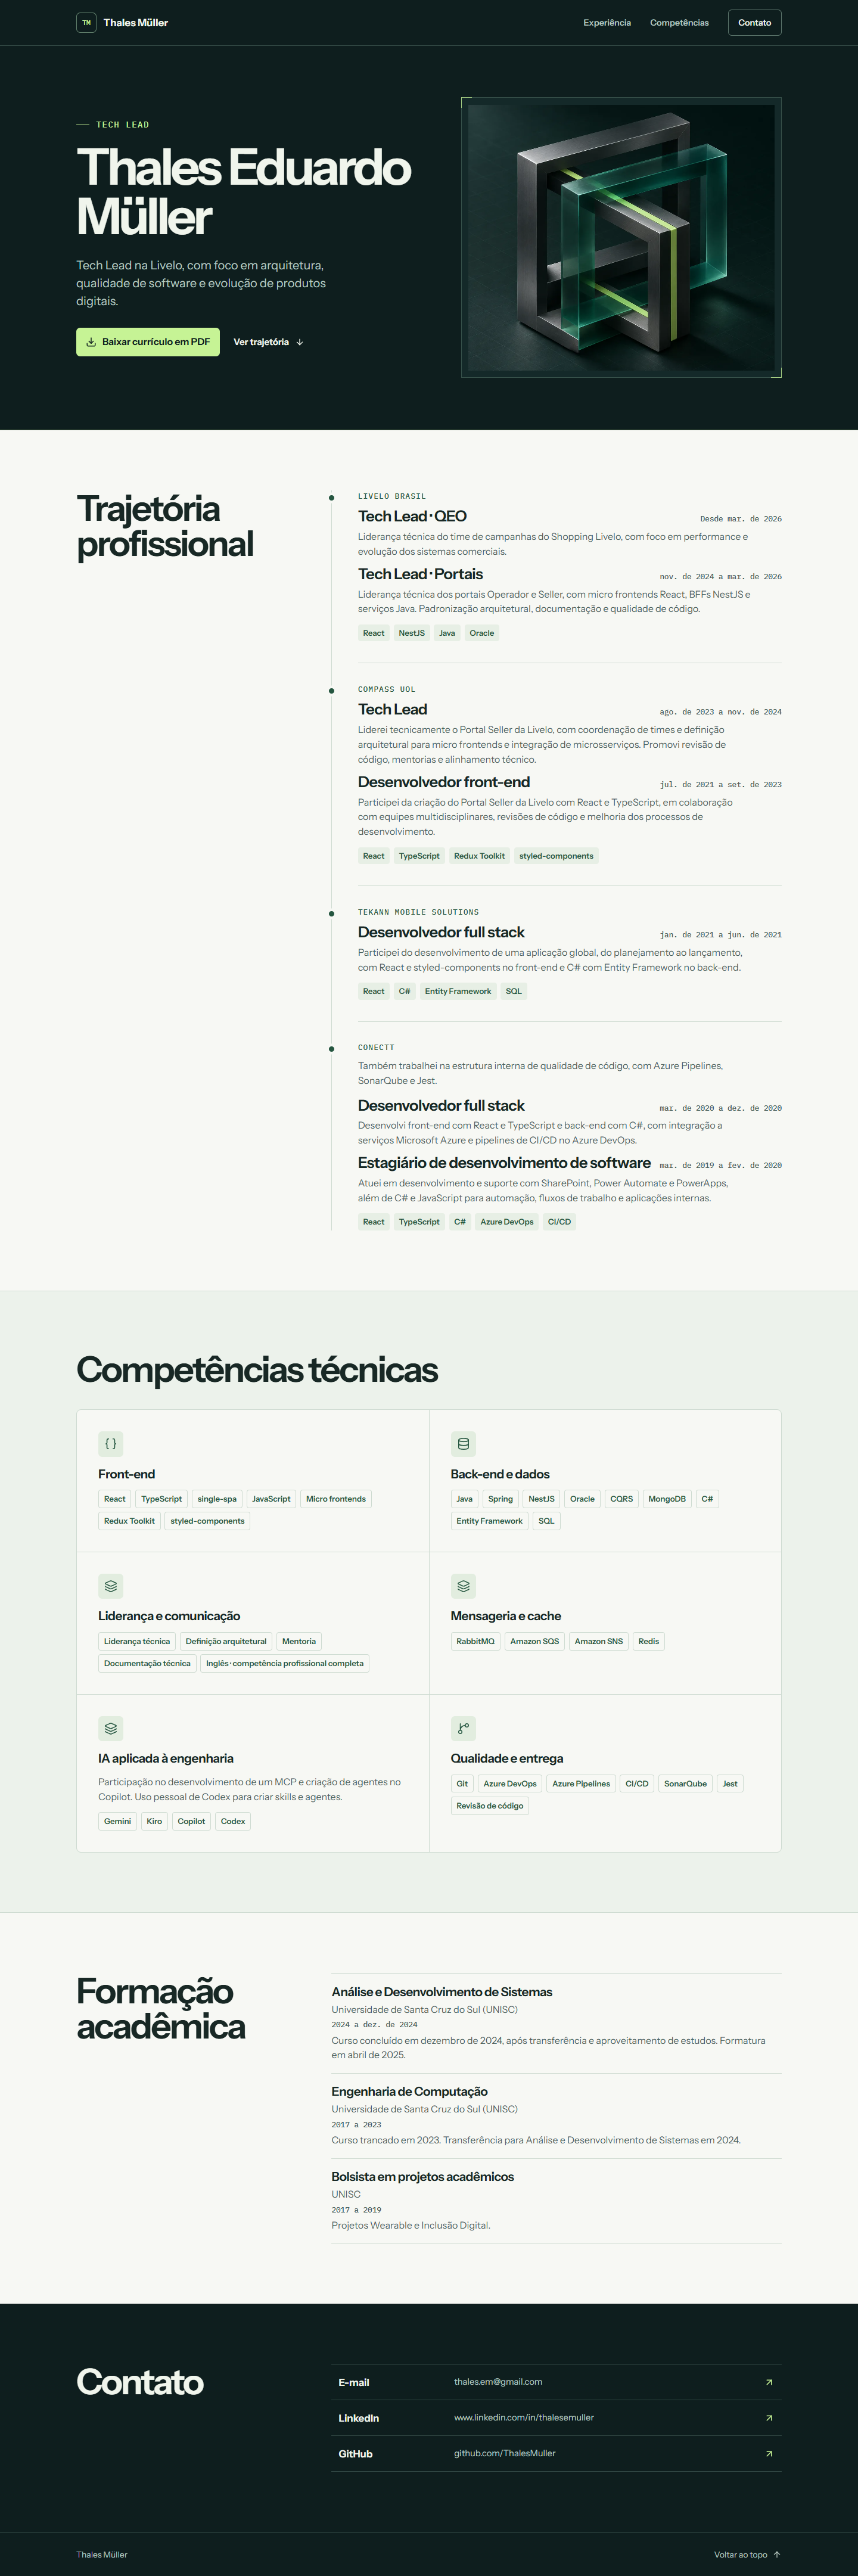 TM Thales Müller
Experiência Competências Contato
TECH LEAD
Thales Eduardo
Müller
Tech Lead na Livelo, com foco em arquitetura,
qualidade de software e evolução de produtos
digitais.
Baixar currículo em PDF Ver trajetória
Trajetória
profissional
LIVELO BRASIL
Tech Lead · QEO Desde mar. de 2026
Liderança técnica do time de campanhas do Shopping Livelo, com foco em performance e
evolução dos sistemas comerciais.
Tech Lead · Portais nov. de 2024 a mar. de 2026
Liderança técnica dos portais Operador e Seller, com micro frontends React, BFFs NestJS e
serviços Java. Padronização arquitetural, documentação e qualidade de código.
React NestJS Java Oracle
COMPASS UOL
Tech Lead ago. de 2023 a nov. de 2024
Liderei tecnicamente o Portal Seller da Livelo, com coordenação de times e definição
arquitetural para micro frontends e integração de microsserviços. Promovi revisão de
código, mentorias e alinhamento técnico.
Desenvolvedor front-end jul. de 2021 a set. de 2023
Participei da criação do Portal Seller da Livelo com React e TypeScript, em colaboração
com equipes multidisciplinares, revisões de código e melhoria dos processos de
desenvolvimento.
React TypeScript Redux Toolkit styled-components
TEKANN MOBILE SOLUTIONS
Desenvolvedor full stack jan. de 2021 a jun. de 2021
Participei do desenvolvimento de uma aplicação global, do planejamento ao lançamento,
com React e styled-components no front-end e C# com Entity Framework no back-end.
React C# Entity Framework SQL
CONECTT
Também trabalhei na estrutura interna de qualidade de código, com Azure Pipelines,
SonarQube e Jest.
Desenvolvedor full stack mar. de 2020 a dez. de 2020
Desenvolvi front-end com React e TypeScript e back-end com C#, com integração a
serviços Microsoft Azure e pipelines de CI/CD no Azure DevOps.
Estagiário de desenvolvimento de software mar. de 2019 a fev. de 2020
Atuei em desenvolvimento e suporte com SharePoint, Power Automate e PowerApps,
além de C# e JavaScript para automação, fluxos de trabalho e aplicações internas.
React TypeScript C# Azure DevOps CI/CD
Competências técnicas
Front-end
React TypeScript single-spa JavaScript Micro frontends
Redux Toolkit styled-components
Back-end e dados
Java Spring NestJS Oracle CQRS MongoDB C#
Entity Framework SQL
Liderança e comunicação
Liderança técnica Definição arquitetural Mentoria
Documentação técnica Inglês · competência profissional completa
Mensageria e cache
RabbitMQ Amazon SQS Amazon SNS Redis
IA aplicada à engenharia
Participação no desenvolvimento de um MCP e criação de agentes no
Copilot. Uso pessoal de Codex para criar skills e agentes.
Gemini Kiro Copilot Codex
Qualidade e entrega
Git Azure DevOps Azure Pipelines CI/CD SonarQube Jest
Revisão de código
Formação
acadêmica
Análise e Desenvolvimento de Sistemas
Universidade de Santa Cruz do Sul (UNISC)
2024 a dez. de 2024
Curso concluído em dezembro de 2024, após transferência e aproveitamento de estudos. Formatura
em abril de 2025.
Engenharia de Computação
Universidade de Santa Cruz do Sul (UNISC)
2017 a 2023
Curso trancado em 2023. Transferência para Análise e Desenvolvimento de Sistemas em 2024.
Bolsista em projetos acadêmicos
UNISC
2017 a 2019
Projetos Wearable e Inclusão Digital.
Contato
E-mail thales.em@gmail.com
LinkedIn www.linkedin.com/in/thalesemuller
GitHub github.com/ThalesMuller
Thales Müller Voltar ao topo